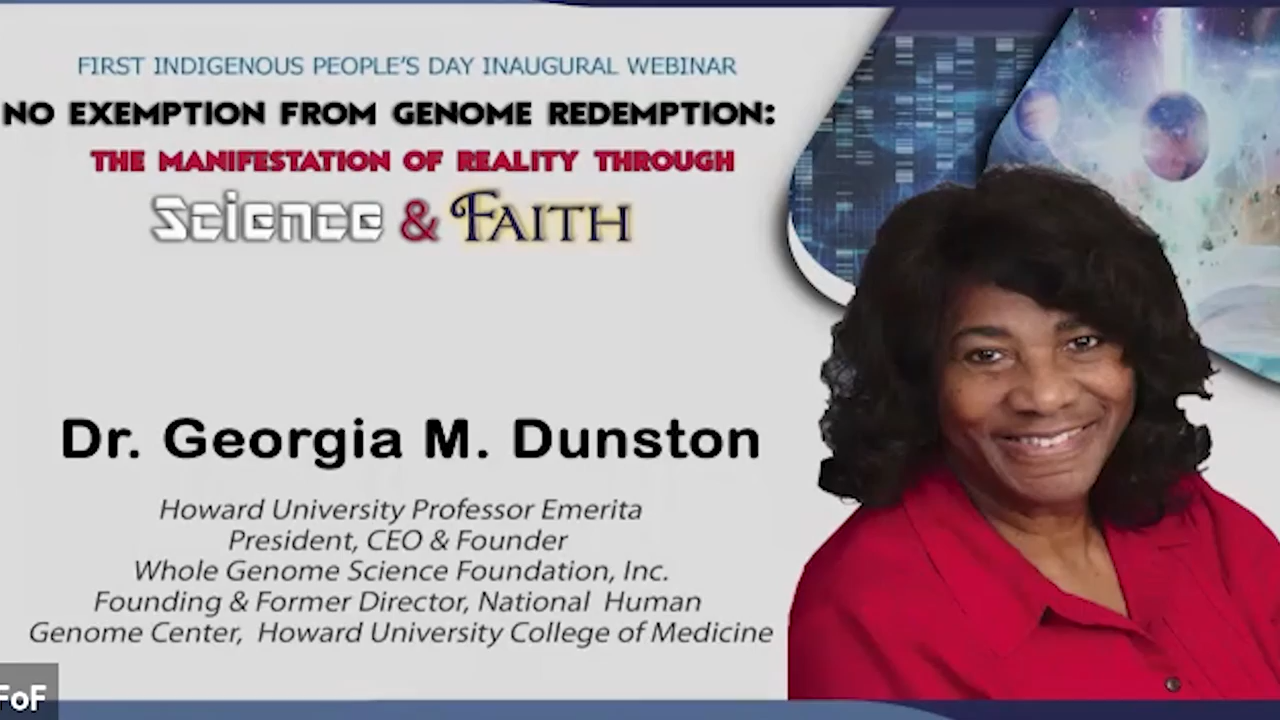 FIRST INDIGENOUS PEOPLE'S DAY INAUGURAL WEBINAR
NO EXEMPTION FROM GENOME REDEMPTION:
THE MANIFESTATION OF REALITY THROUGH
Science & FAITH
Dr. Georgia M. Dunston
Howard University Professor Emerita
President, CEO & Founder
Whole Genome Science Foundation, Inc.
Founding & Former Director, National Human
Genome Center, Howard University College of Medicine
FoF